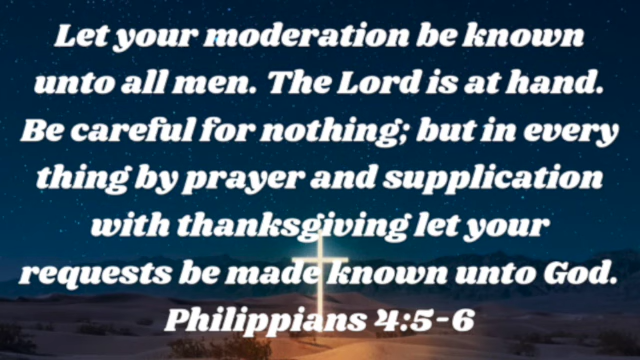 Let your moderation be known
unto all men. The Lord is at hand.
Be careful for nothing; but in every
thing by prayer and supplication
with thanksgiving let your
requests be made known unto God.
Philippians 4:5-6